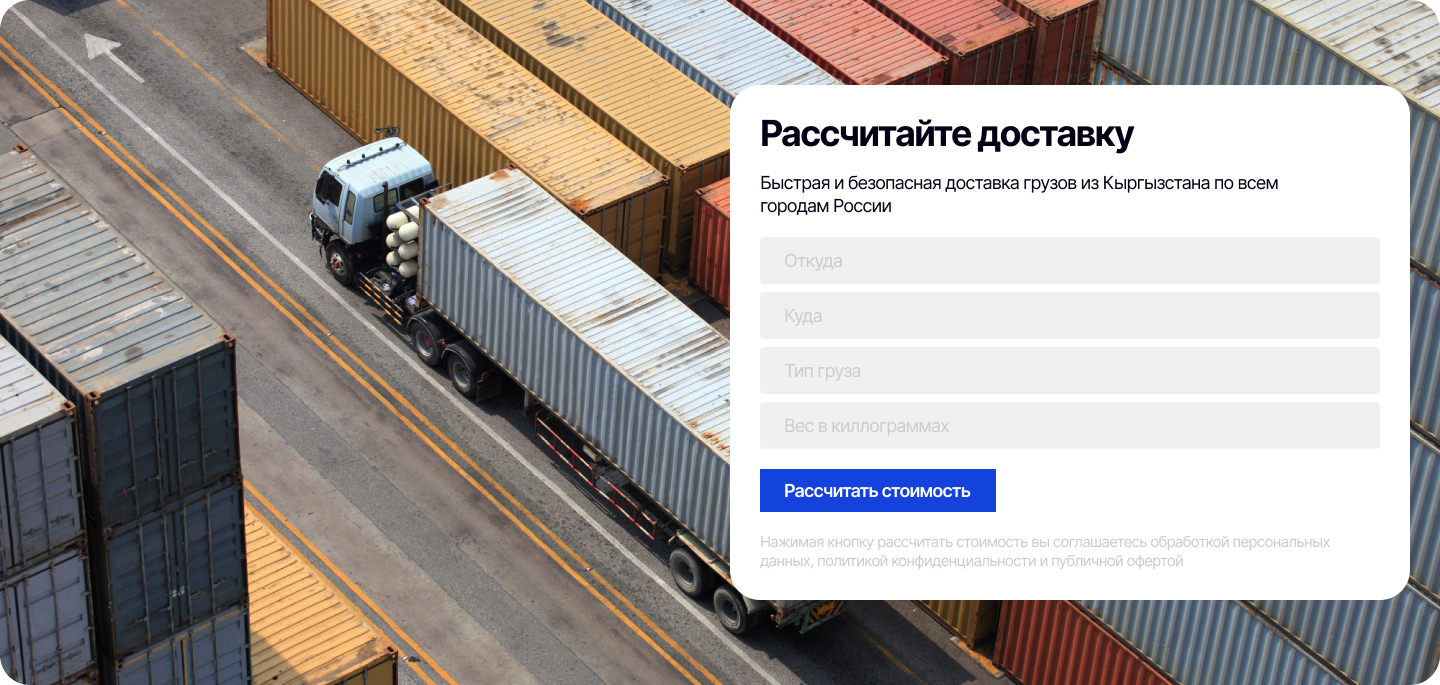 Рассчитайте доставку
Быстрая и безопасная доставка грузов из Кыргызстана по всем
городам России
Откуда
Куда
Тип груза
Вес в киллограммах
Рассчитать стоимость
Нажимая кнопку рассчитать стоимость вы соглашаетесь обработкой персональных
данных, политикой конфиденциальности и публичной офертой